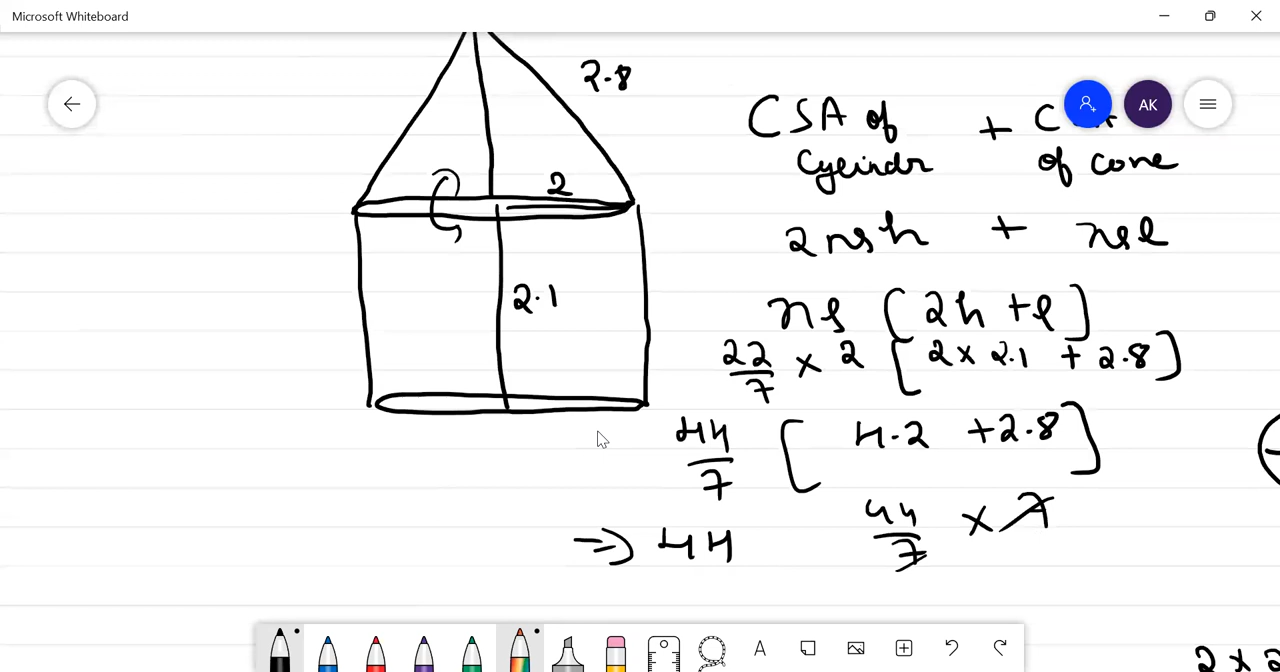 Microsoft Whiteboard
2.8
AK
CSA of + C
Cylindr of cone
2
2πrh + πrl
2.1
πr [2h + l]
22/7 × 2 [2 × 2.1 + 2.8]
44/7 [4.2 + 2.8]
44/7 × 7
⇒ 44
A